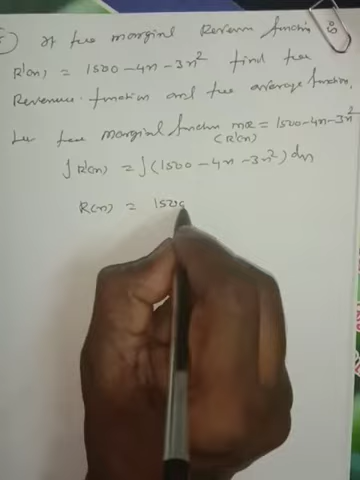 If the marginal Revenue function
R'(x) = 1500 - 4x - 3x² find the
Revenue function and the average function.
Let the marginal function MR = 1500 - 4x - 3x²
(R'(x))
∫R'(x) = ∫(1500 - 4x - 3x²) dx
R(x) = 150